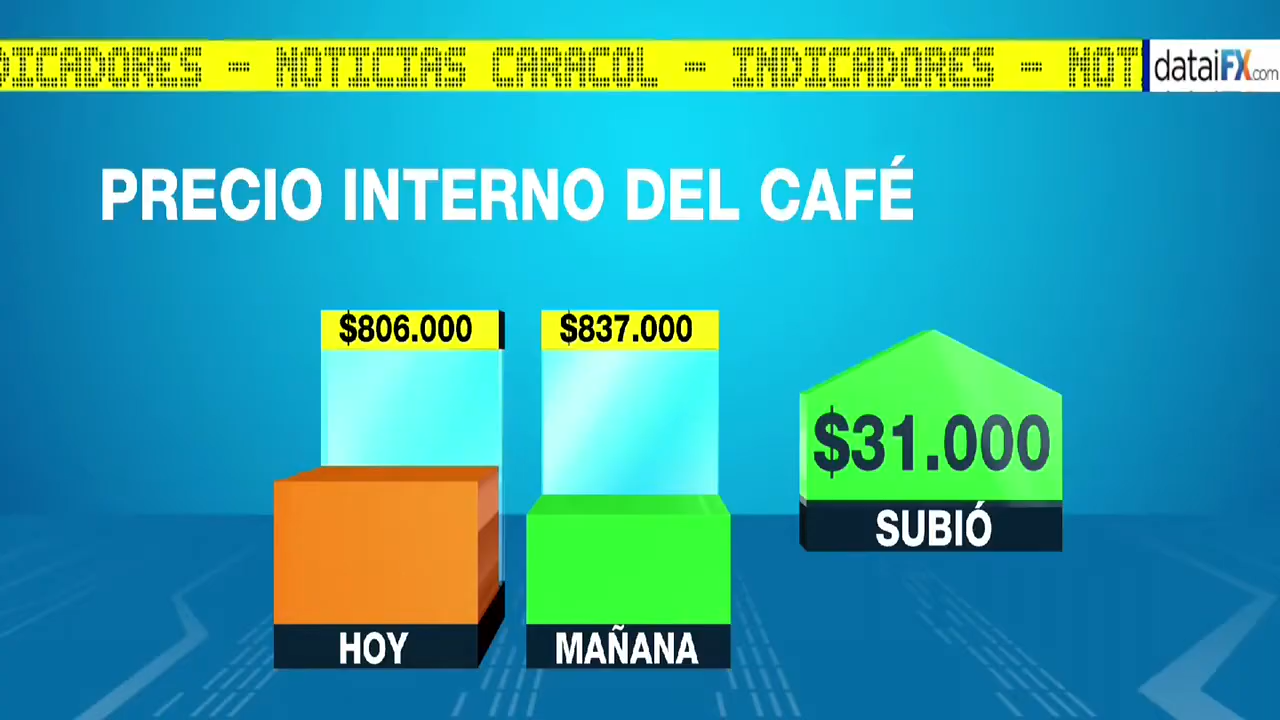 DICADORES - NOTICIAS CARACOL - INDICADORES - NOT
dataiFX.com
PRECIO INTERNO DEL CAFÉ
$806.000
$837.000
$31.000
SUBIÓ
HOY
MAÑANA